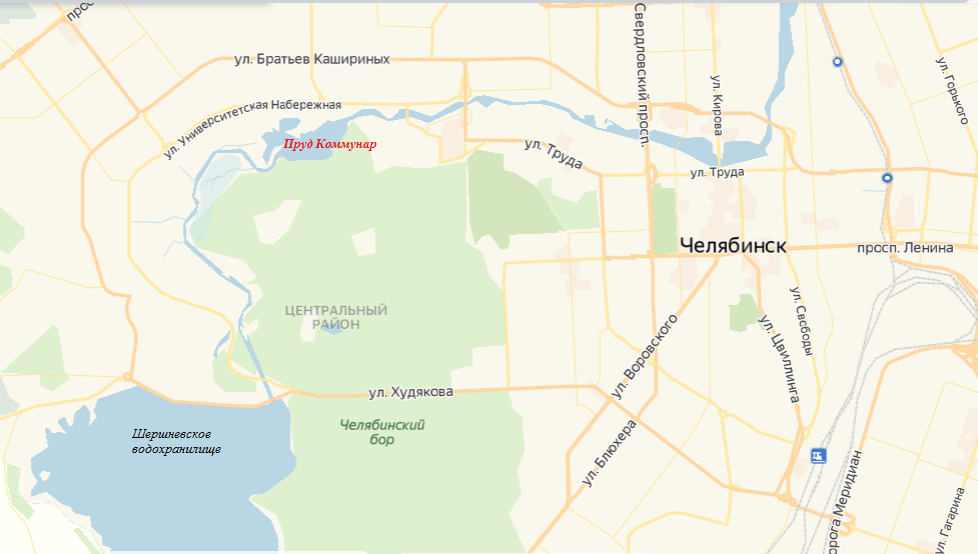 прос
ул. Братьев Кашириных
Свердловский просп.
ул. Кирова
ул. Горького
ул. Университетская Набережная
Пруд Коммунар
ул. Труда
ул. Труда
Челябинск
просп. Ленина
ЦЕНТРАЛЬНЫЙ
РАЙОН
ул. Свободы
ул. Цвиллинга
ул. Воровского
ул. Худякова
Челябинский
бор
ул. Блюхера
Шершневское
водохранилище
орога Меридиан
ул. Гагарина